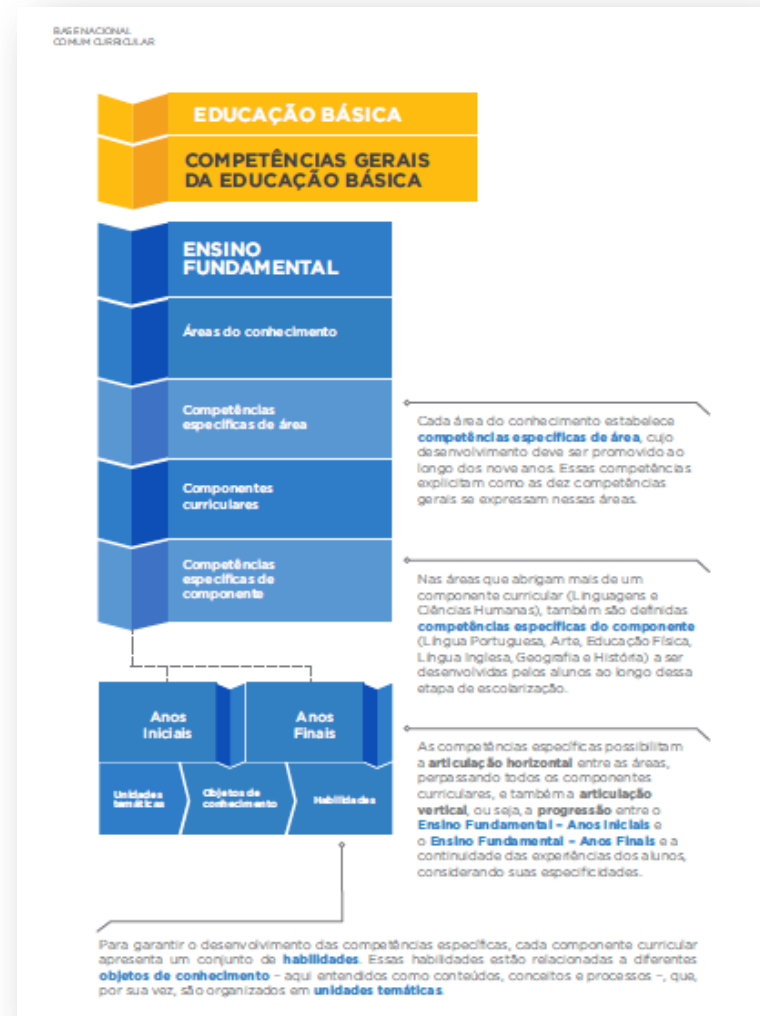 BASE NACIONAL
COMUM CURRICULAR
EDUCAÇÃO BÁSICA
COMPETÊNCIAS GERAIS
DA EDUCAÇÃO BÁSICA
ENSINO
FUNDAMENTAL
Áreas do conhecimento
Competências
específicas de área
Cada área do conhecimento estabelece
competências específicas de área, cujo
desenvolvimento deve ser promovido ao
longo dos nove anos. Essas competências
explicitam como as dez competências
gerais se expressam nessas áreas.
Componentes
curriculares
Competências
específicas de
componente
Nas áreas que abrigam mais de um
componente curricular (Linguagens e
Ciências Humanas), também são definidas
competências específicas do componente
(Língua Portuguesa, Arte, Educação Física,
Língua Inglesa, Geografia e História) a ser
desenvolvidas pelos alunos ao longo dessa
etapa de escolarização.
Anos
Iniciais
Anos
Finais
Unidades
temáticas
Objetos de
conhecimento
Habilidades
As competências específicas possibilitam
a articulação horizontal entre as áreas,
perpassando todos os componentes
curriculares, e também a articulação
vertical, ou seja, a progressão entre o
Ensino Fundamental – Anos Iniciais e
o Ensino Fundamental – Anos Finais e a
continuidade das experiências dos alunos,
considerando suas especificidades.
Para garantir o desenvolvimento das competências específicas, cada componente curricular
apresenta um conjunto de habilidades. Essas habilidades estão relacionadas a diferentes
objetos de conhecimento – aqui entendidos como conteúdos, conceitos e processos –, que,
por sua vez, são organizados em unidades temáticas.